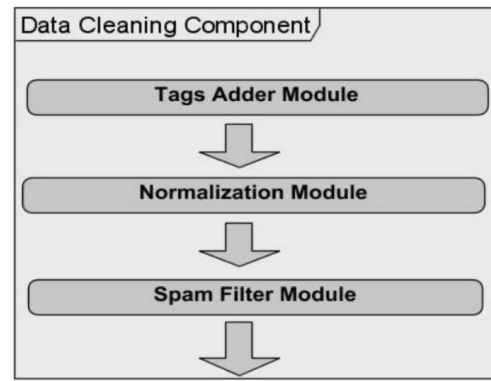 Data Cleaning Component
Tags Adder Module
Normalization Module
Spam Filter Module